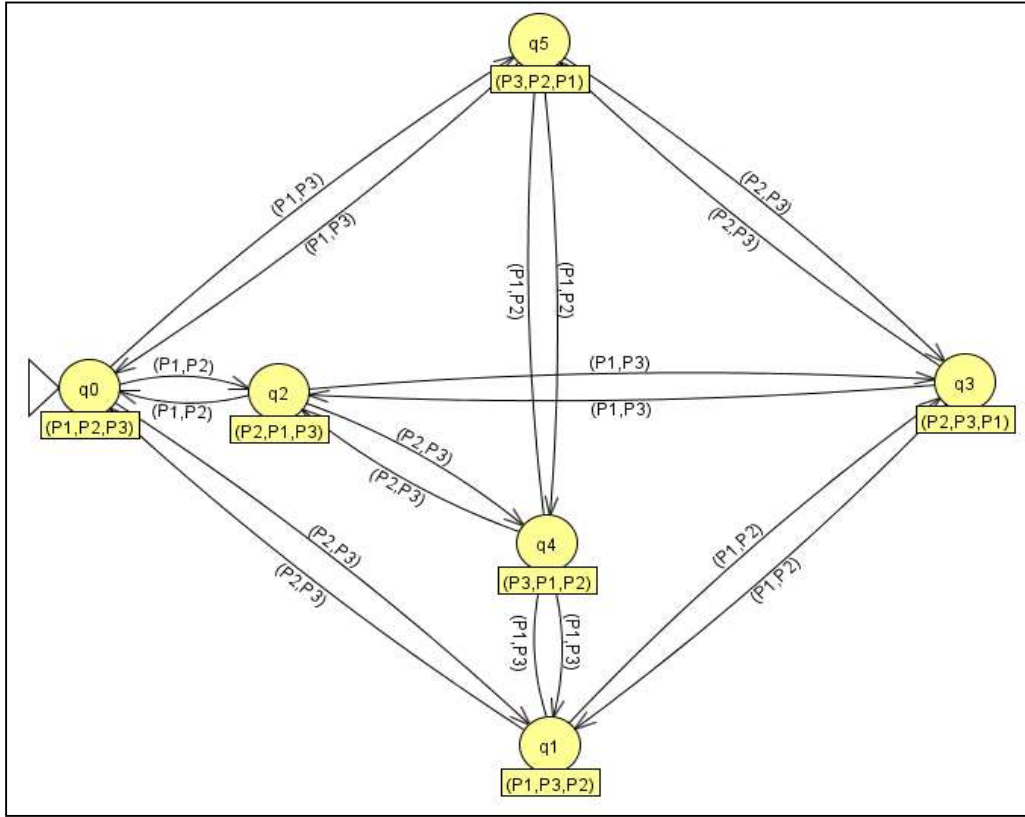 q5
(P3,P2,P1)
(P1,P3)
(P1,P3)
(P2,P3)
(P2,P3)
(P1,P2)
(P1,P2)
q0
(P1,P2,P3)
(P1,P2)
(P1,P2)
q2
(P2,P1,P3)
(P1,P3)
(P1,P3)
q3
(P2,P3,P1)
(P2,P3)
(P2,P3)
q4
(P3,P1,P2)
(P2,P3)
(P2,P3)
(P1,P2)
(P1,P2)
(P1,P3)
(P1,P3)
q1
(P1,P3,P2)